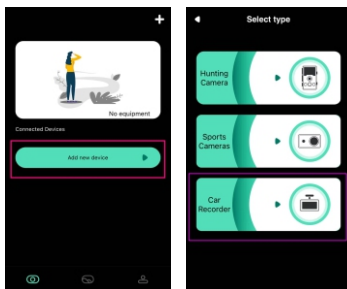 No equipment
Connected Devices
Add new device
Select type
Hunting
Camera
Sports
Cameras
Car
Recorder